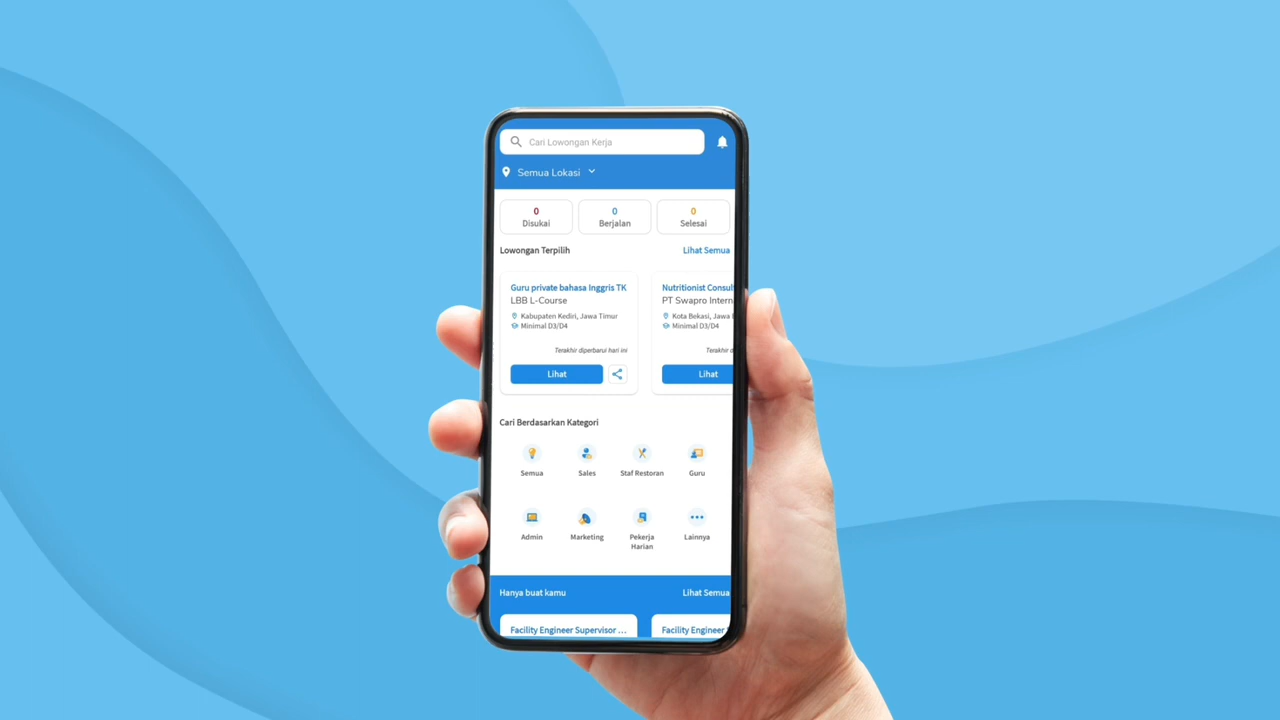 Cari Lowongan Kerja
Semua Lokasi
0
Disukai
0
Berjalan
0
Selesai
Lowongan Terpilih
Lihat Semua
Guru private bahasa Inggris TK
LBB L-Course
Kabupaten Kediri, Jawa Timur
Minimal D3/D4
Terakhir diperbarui hari ini
Lihat
Nutritionist Consul
PT Swapro Intern
Kota Bekasi, Jawa
Minimal D3/D4
Terakhir d
Lihat
Cari Berdasarkan Kategori
Semua
Sales
Staf Restoran
Guru
Admin
Marketing
Pekerja
Harian
Lainnya
Hanya buat kamu
Lihat Semua
Facility Engineer Supervisor ...
Facility Engineer